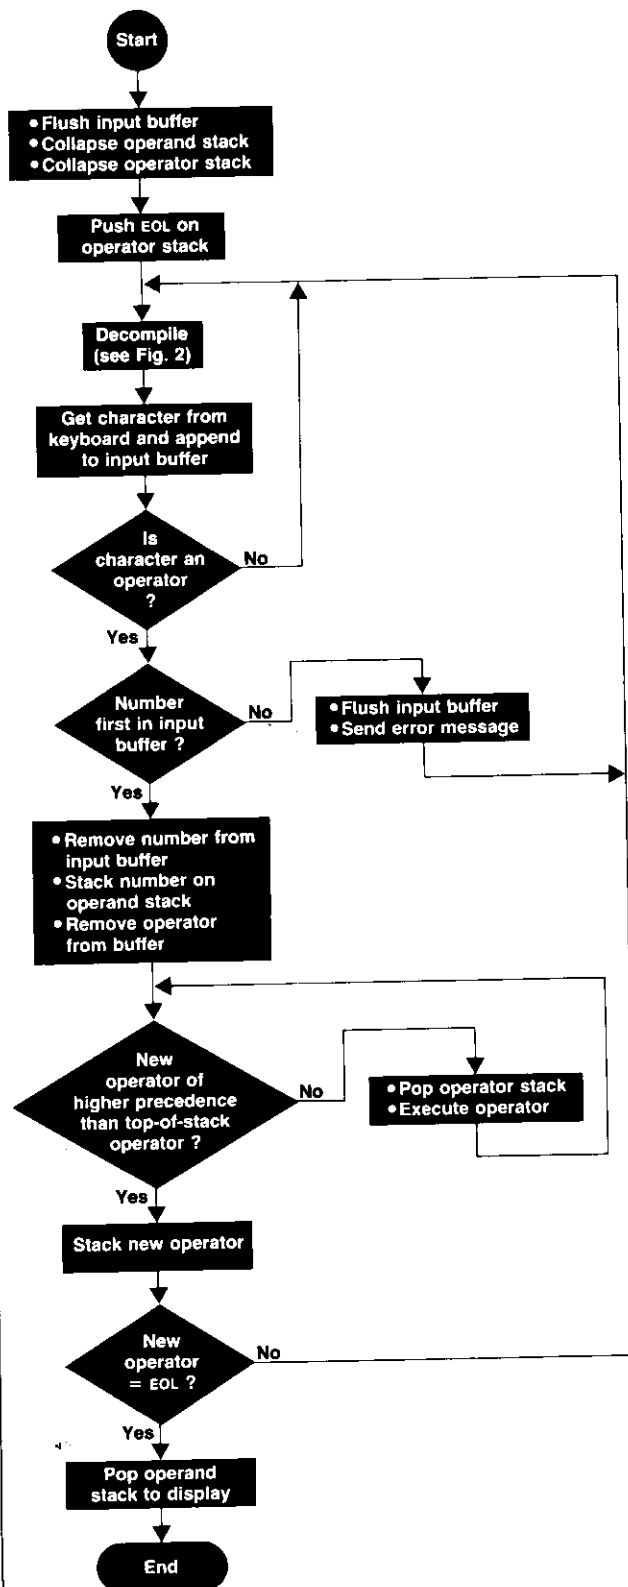 Start
• Flush input buffer
• Collapse operand stack
• Collapse operator stack
Push EOL on
operator stack
Decompile
(see Fig. 2)
Get character from
keyboard and append
to input buffer
Is
character an
operator
?
No
Yes
Number
first in input
buffer ?
No
• Flush input buffer
• Send error message
Yes
• Remove number from
input buffer
• Stack number on
operand stack
• Remove operator
from buffer
New
operator of
higher precedence
than top-of-stack
operator ?
No
• Pop operator stack
• Execute operator
Yes
Stack new operator
New
operator
= EOL ?
No
Yes
Pop operand
stack to display
End